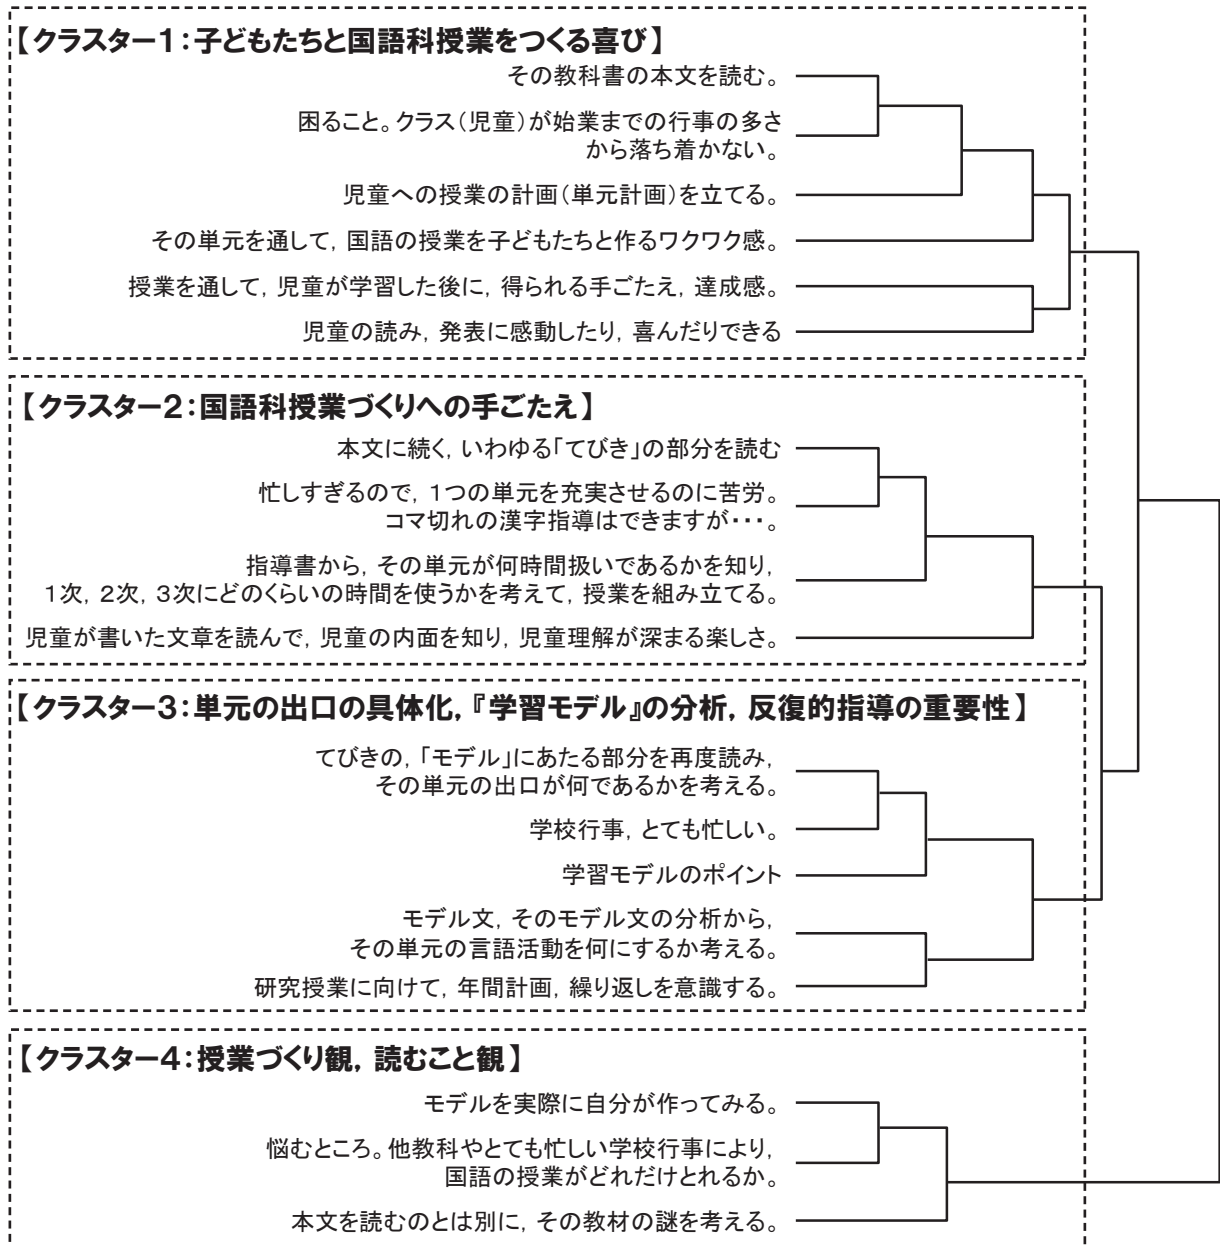 【クラスター1：子どもたちと国語科授業をつくる喜び】
その教科書の本文を読む。
困ること。クラス（児童）が始業までの行事の多さ
から落ち着かない。
児童への授業の計画（単元計画）を立てる。
その単元を通して，国語の授業を子どもたちと作るワクワク感。
授業を通して，児童が学習した後に，得られる手ごたえ，達成感。
児童の読み，発表に感動したり，喜んだりできる
【クラスター2：国語科授業づくりへの手ごたえ】
本文に続く，いわゆる「てびき」の部分を読む
忙しすぎるので，１つの単元を充実させるのに苦労。
コマ切れの漢字指導はできますが・・・。
指導書から，その単元が何時間扱いであるかを知り，
１次，２次，３次にどのくらいの時間を使うかを考えて，授業を組み立てる。
児童が書いた文章を読んで，児童の内面を知り，児童理解が深まる楽しさ。
【クラスター3：単元の出口の具体化，『学習モデル』の分析，反復的指導の重要性】
てびきの，「モデル」にあたる部分を再度読み，
その単元の出口が何であるかを考える。
学校行事，とても忙しい。
学習モデルのポイント
モデル文，そのモデル文の分析から，
その単元の言語活動を何にするか考える。
研究授業に向けて，年間計画，繰り返しを意識する。
【クラスター4：授業づくり観，読むこと観】
モデルを実際に自分が作ってみる。
悩むところ。他教科やとても忙しい学校行事により，
国語の授業がどれだけとれるか。
本文を読むのとは別に，その教材の謎を考える。